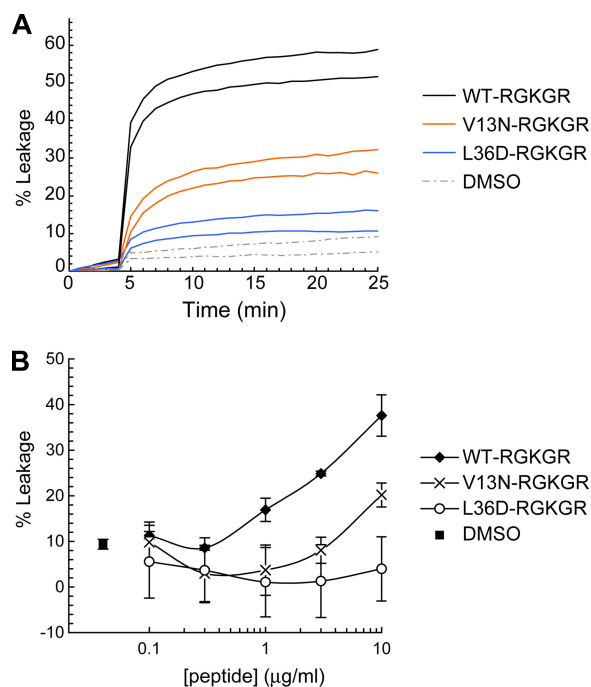 A
% Leakage
60
50
40
30
20
10
0
0
5
10
15
20
25
Time (min)
WT-RGKGR
V13N-RGKGR
L36D-RGKGR
DMSO
B
% Leakage
50
40
30
20
10
0
-10
0.1
1
10
[peptide] (μg/ml)
WT-RGKGR
V13N-RGKGR
L36D-RGKGR
DMSO